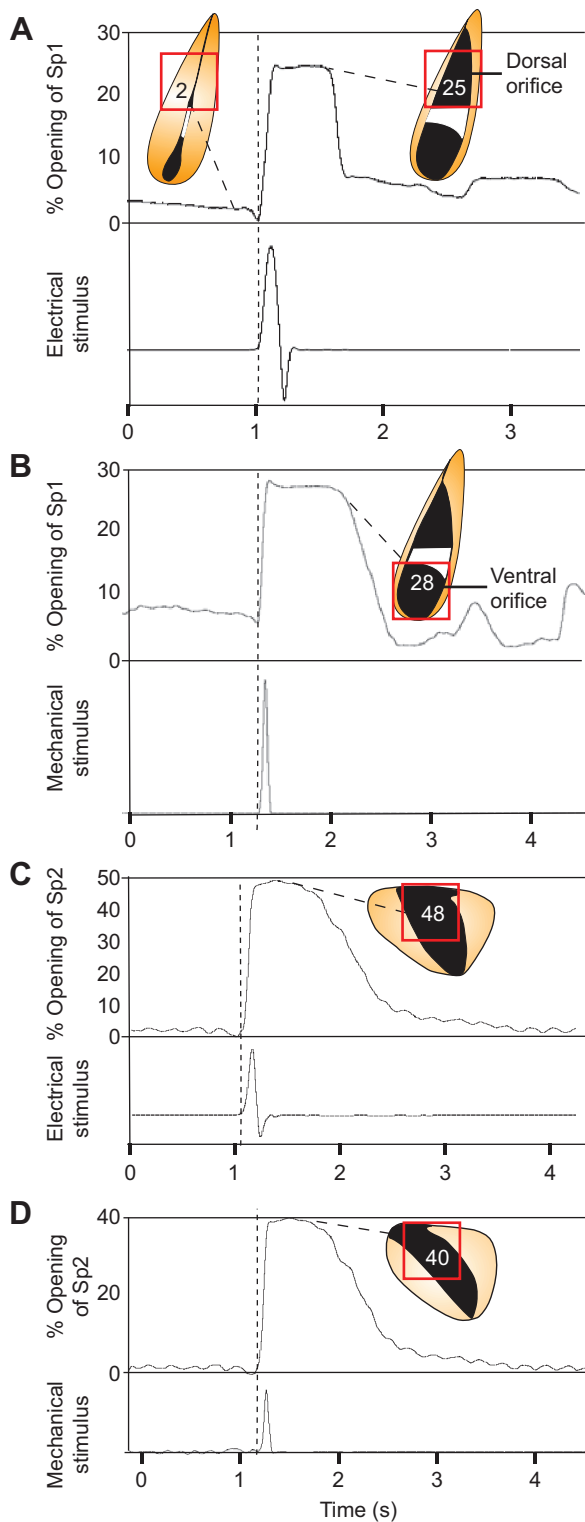 A
% Opening of Sp1
30
20
10
0
2
25
Dorsal
orifice
Electrical
stimulus
0
1
2
3
B
% Opening of Sp1
30
20
10
0
28
Ventral
orifice
Mechanical
stimulus
0
1
2
3
4
C
% Opening of Sp2
50
40
30
20
10
0
48
Electrical
stimulus
0
1
2
3
4
D
% Opening
of Sp2
40
20
0
40
Mechanical
stimulus
0
1
2
3
4
Time (s)